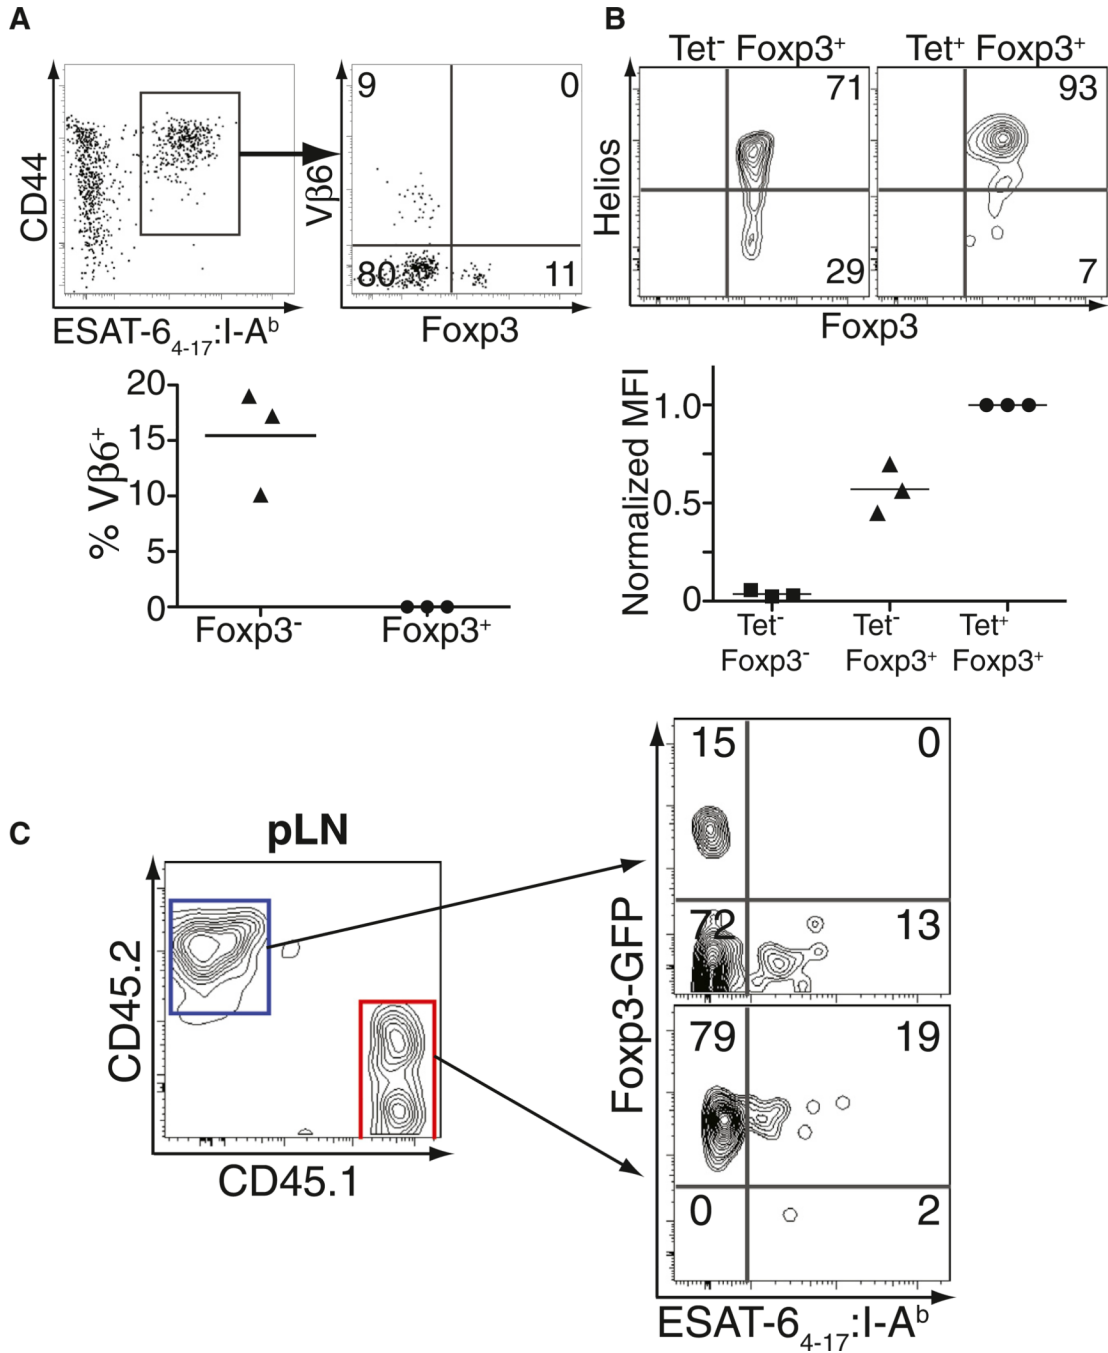 A
B
CD44
ESAT-6₄₋₁₇:I-Aᵇ
Vβ6
9
0
80
11
Foxp3
Tet⁻ Foxp3⁺
Tet⁺ Foxp3⁺
Helios
71
29
93
7
Foxp3
% Vβ6⁺
20
15
10
5
0
Foxp3⁻
Foxp3⁺
Normalized MFI
1.0
0.5
0
Tet⁻
Foxp3⁻
Tet⁻
Foxp3⁺
Tet⁺
Foxp3⁺
C
pLN
CD45.2
CD45.1
Foxp3-GFP
15
0
72
13
79
19
0
2
ESAT-6₄₋₁₇:I-Aᵇ